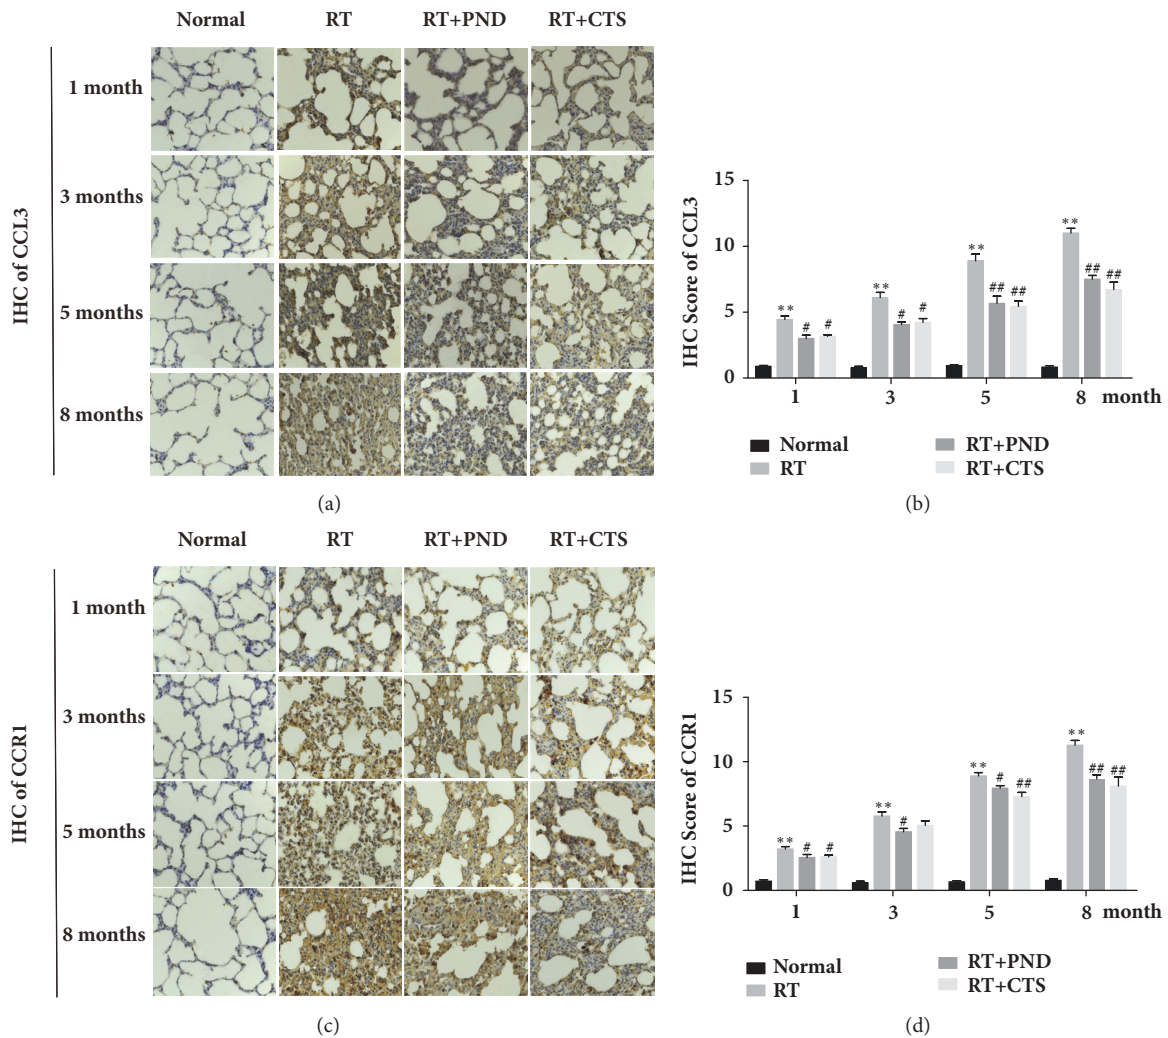 Normal RT RT+PND RT+CTS
IHC of CCL3
1 month
3 months
5 months
8 months
(a)
IHC Score of CCL3
15
10
5
0
** # #
** # #
** ## ##
** ## ##
1 3 5 8 month
Normal RT+PND
RT RT+CTS
(b)
Normal RT RT+PND RT+CTS
IHC of CCR1
1 month
3 months
5 months
8 months
(c)
IHC Score of CCR1
15
10
5
0
** # #
** #
** # ##
** ## ##
1 3 5 8 month
Normal RT+PND
RT RT+CTS
(d)